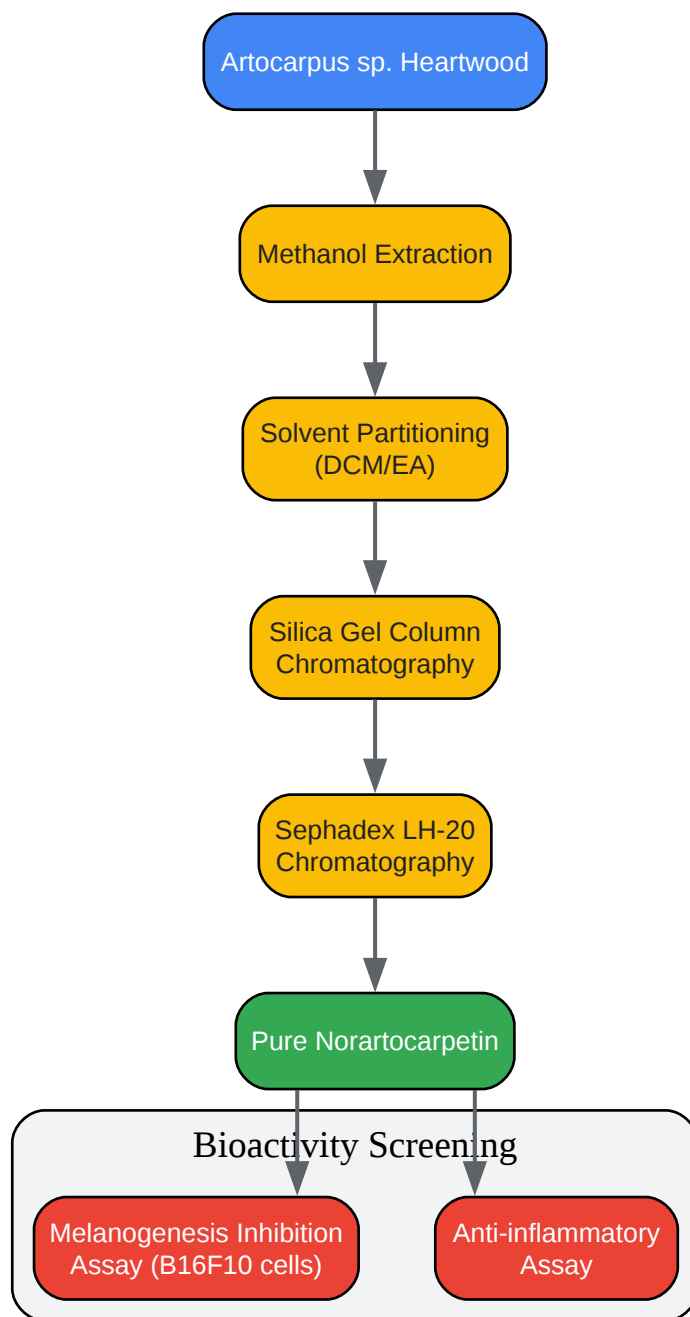 Artocarpus sp. Heartwood
Methanol Extraction
Solvent Partitioning
(DCM/EA)
Silica Gel Column
Chromatography
Sephadex LH-20
Chromatography
Pure Norartocarpetin
Bioactivity Screening
Melanogenesis Inhibition
Assay (B16F10 cells)
Anti-inflammatory
Assay